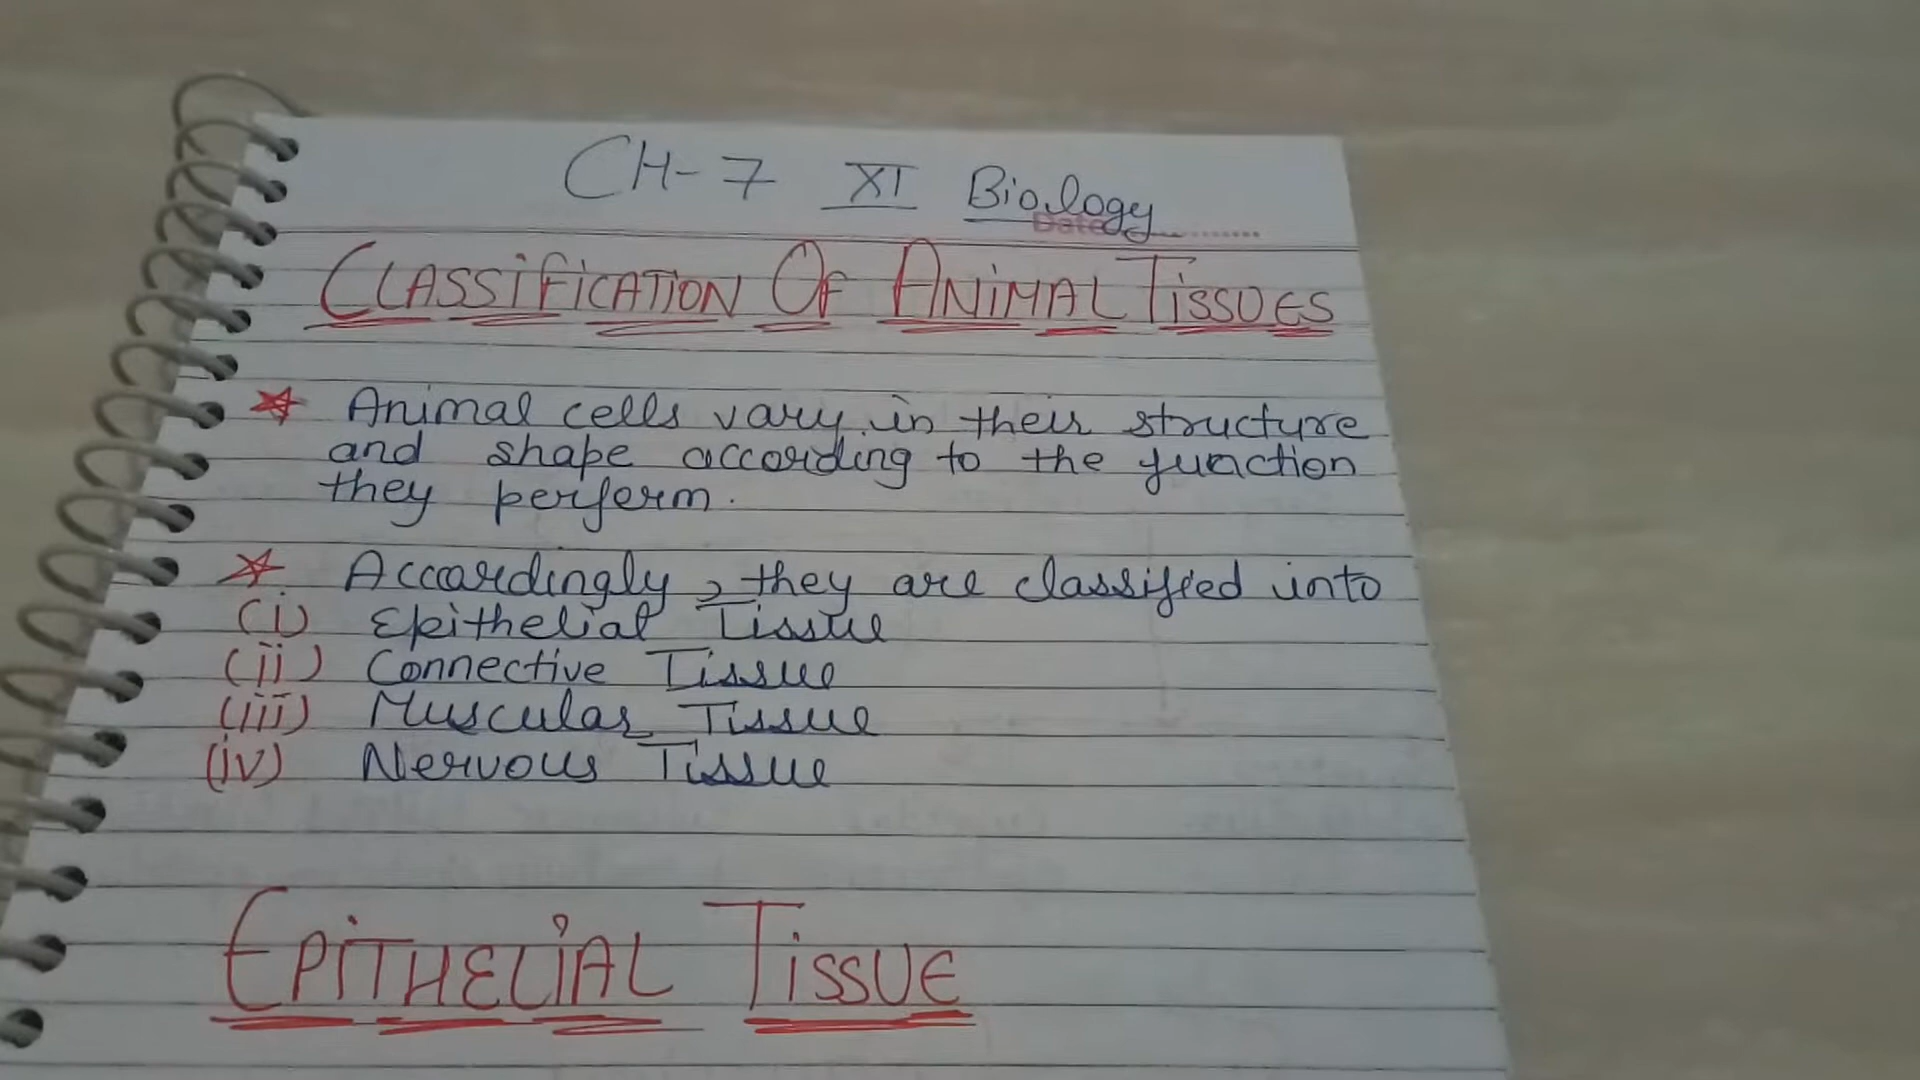 CH-7 XI Biology
Date
CLASSIFICATION OF ANIMAL TISSUES
Animal cells vary in their structure
and shape according to the function
they perform.
Accordingly, they are classified into
(i) Epithelial Tissue
(ii) Connective Tissue
(iii) Muscular Tissue
(iv) Nervous Tissue
EPITHELIAL TISSUE